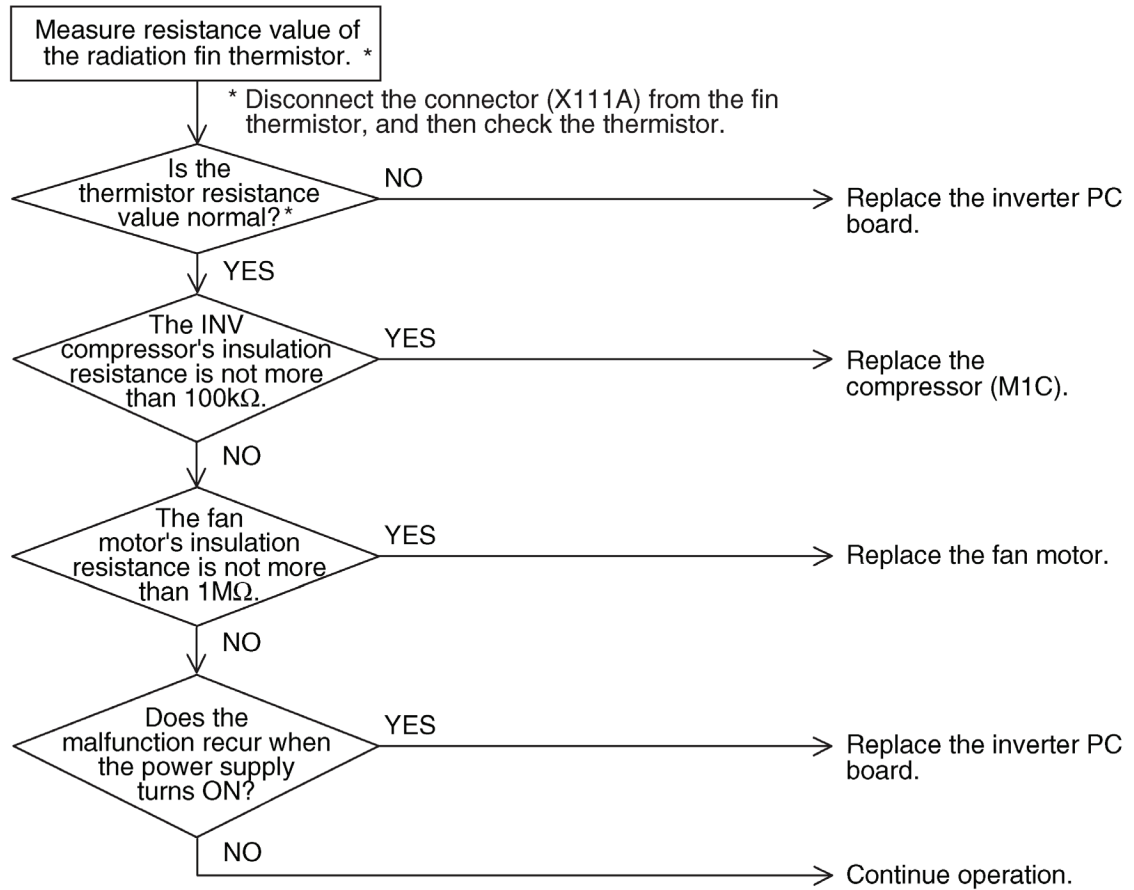 Measure resistance value of
the radiation fin thermistor. *
* Disconnect the connector (X111A) from the fin
thermistor, and then check the thermistor.
Is the
thermistor resistance
value normal?*
NO
Replace the inverter PC
board.
YES
The INV
compressor's insulation
resistance is not more
than 100kΩ.
YES
Replace the
compressor (M1C).
NO
The fan
motor's insulation
resistance is not more
than 1MΩ.
YES
Replace the fan motor.
NO
Does the
malfunction recur when
the power supply
turns ON?
YES
Replace the inverter PC
board.
NO
Continue operation.